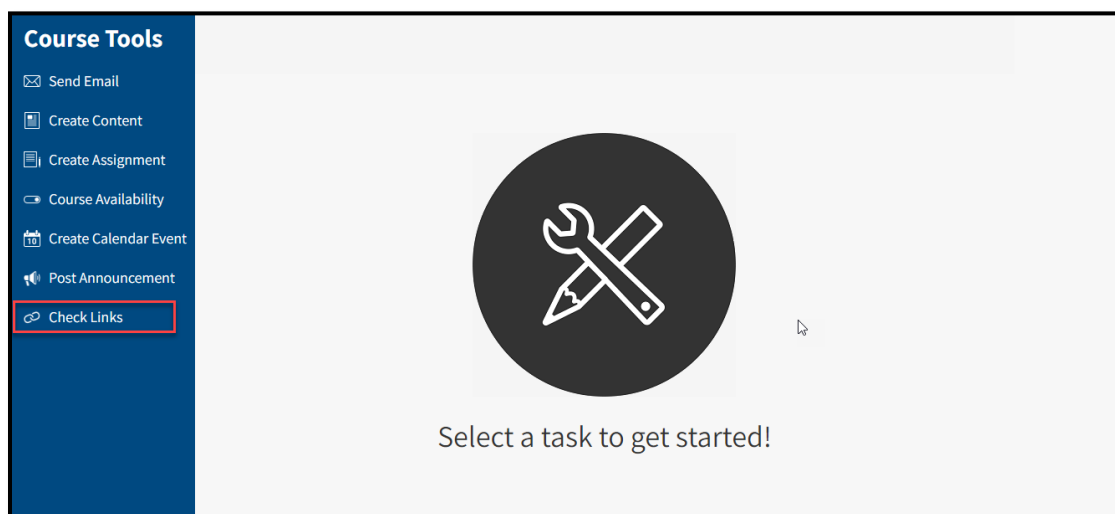 Course Tools
Send Email
Create Content
Create Assignment
Course Availability
10
Create Calendar Event
Post Announcement
Check Links
Select a task to get started!